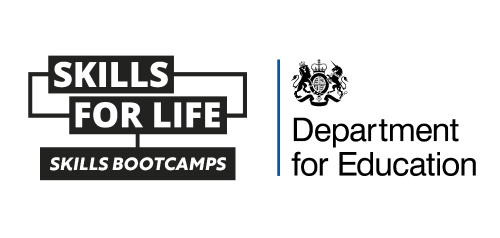 SKILLS
FOR LIFE
SKILLS BOOTCAMPS
Department
for Education